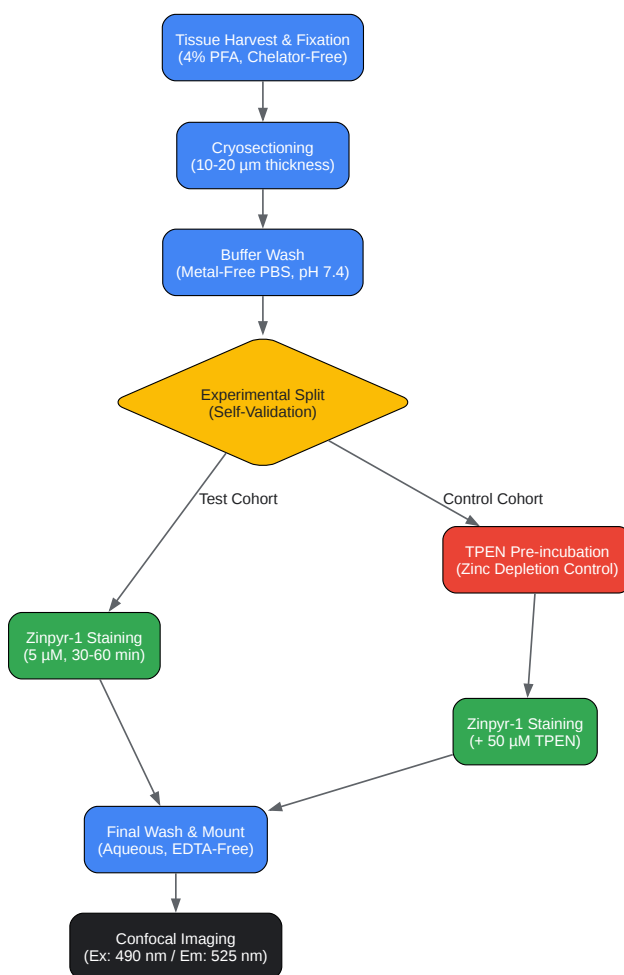 Tissue Harvest & Fixation
(4% PFA, Chelator-Free)
Cryosectioning
(10-20 µm thickness)
Buffer Wash
(Metal-Free PBS, pH 7.4)
Experimental Split
(Self-Validation)
Test Cohort
Control Cohort
TPEN Pre-incubation
(Zinc Depletion Control)
Zinpyr-1 Staining
(5 µM, 30-60 min)
Zinpyr-1 Staining
(+ 50 µM TPEN)
Final Wash & Mount
(Aqueous, EDTA-Free)
Confocal Imaging
(Ex: 490 nm / Em: 525 nm)